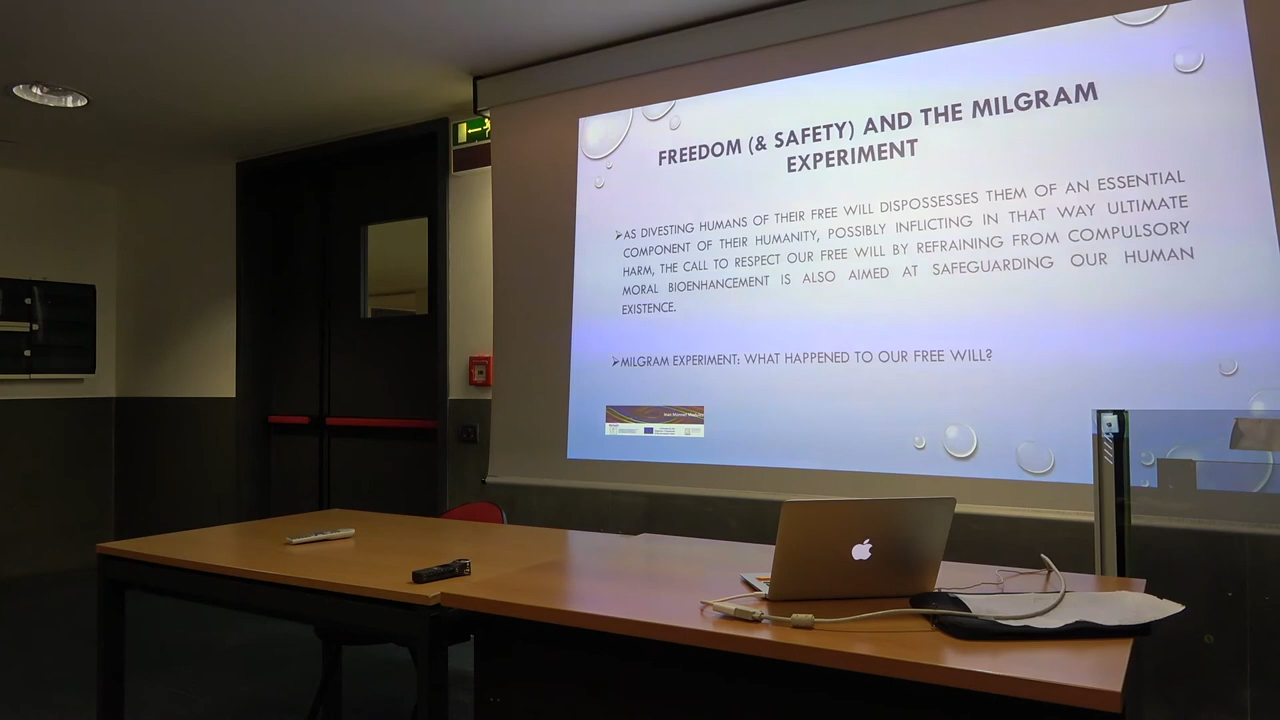 FREEDOM (& SAFETY) AND THE MILGRAM
EXPERIMENT
➢AS DIVESTING HUMANS OF THEIR FREE WILL DISPOSSESSES THEM OF AN ESSENTIAL
COMPONENT OF THEIR HUMANITY, POSSIBLY INFLICTING IN THAT WAY ULTIMATE
HARM, THE CALL TO RESPECT OUR FREE WILL BY REFRAINING FROM COMPULSORY
MORAL BIOENHANCEMENT IS ALSO AIMED AT SAFEGUARDING OUR HUMAN
EXISTENCE.
➢MILGRAM EXPERIMENT: WHAT HAPPENED TO OUR FREE WILL?
Jean Monnet